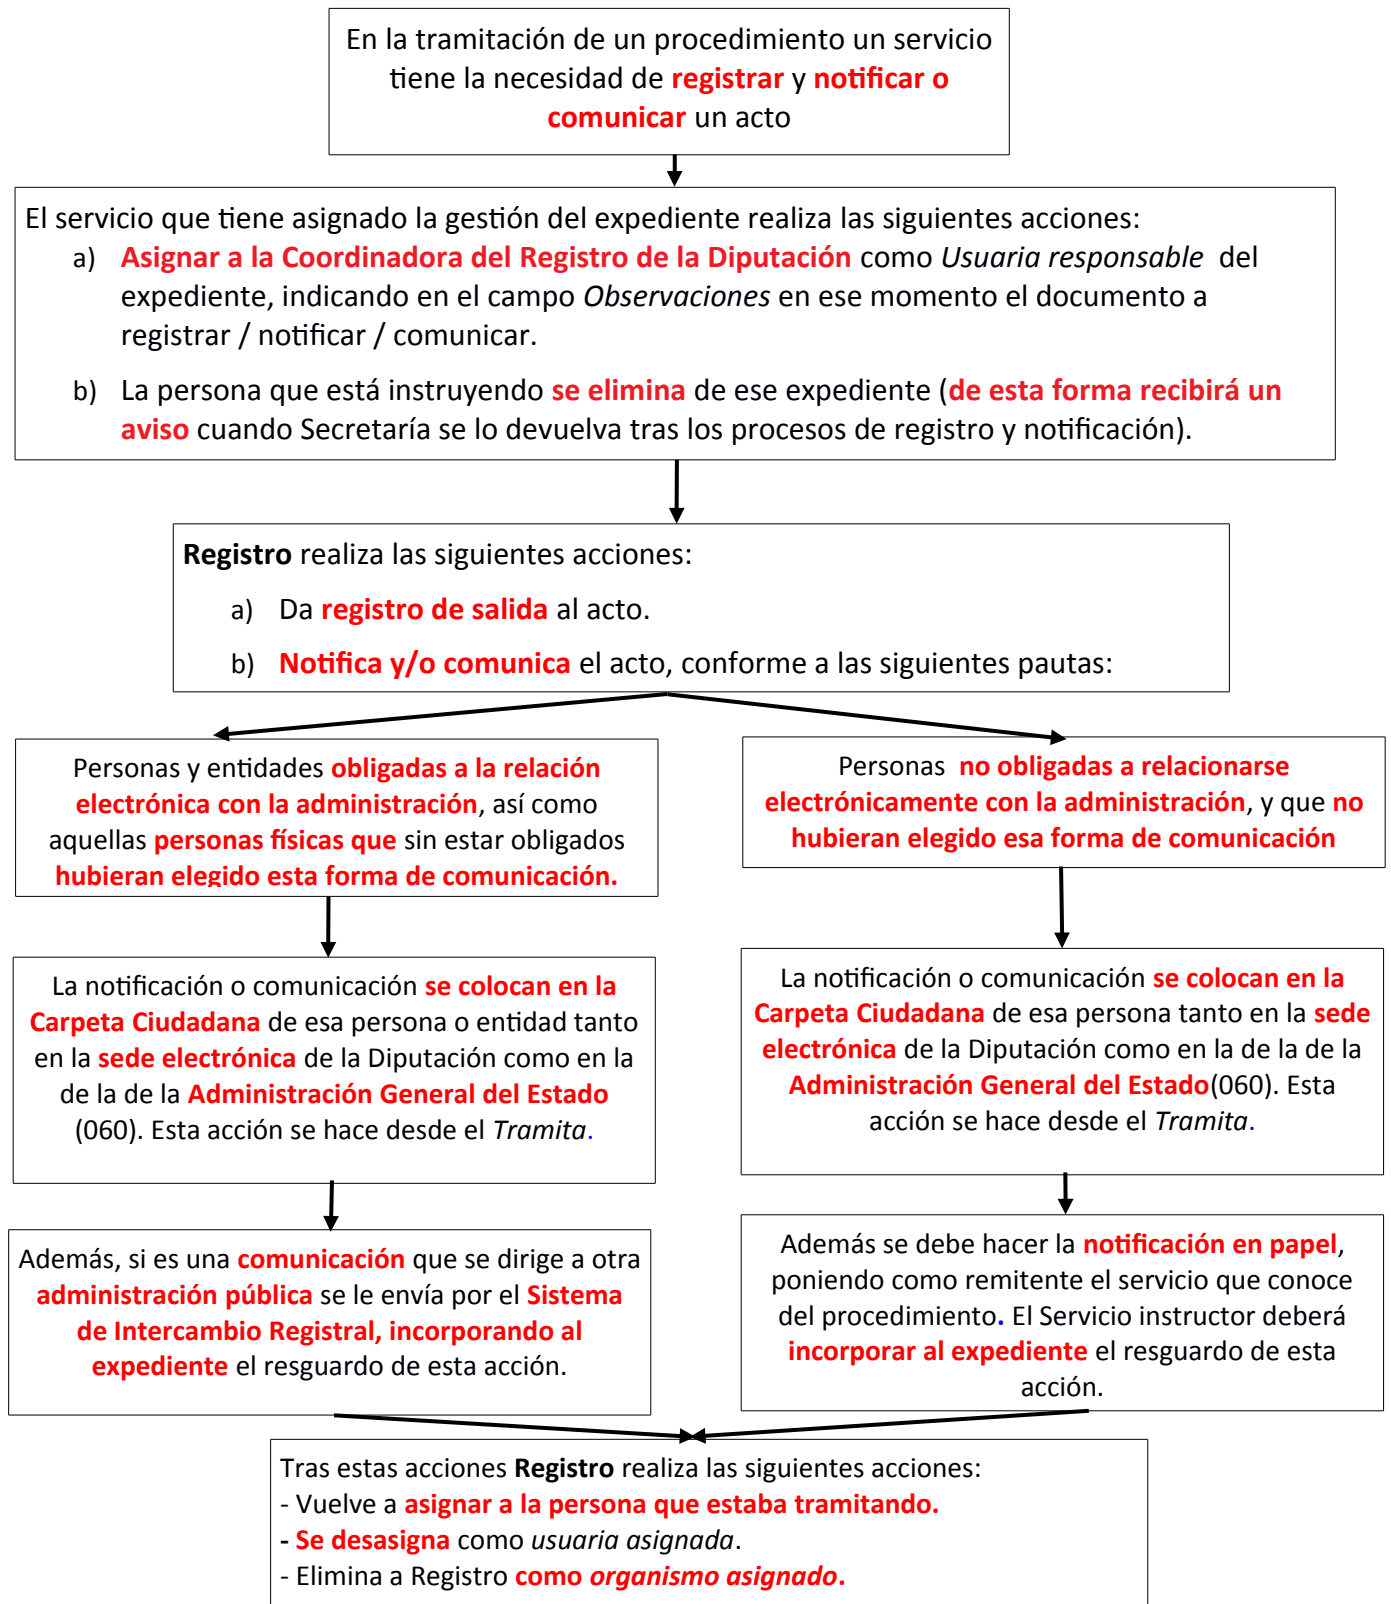 En la tramitación de un procedimiento un servicio
tiene la necesidad de registrar y notificar o
comunicar un acto
El servicio que tiene asignado la gestión del expediente realiza las siguientes acciones:
a) Asignar a la Coordinadora del Registro de la Diputación como Usuaria responsable del
expediente, indicando en el campo Observaciones en ese momento el documento a
registrar / notificar / comunicar.
b) La persona que está instruyendo se elimina de ese expediente (de esta forma recibirá un
aviso cuando Secretaría se lo devuelva tras los procesos de registro y notificación).
Registro realiza las siguientes acciones:
a) Da registro de salida al acto.
b) Notifica y/o comunica el acto, conforme a las siguientes pautas:
Personas y entidades obligadas a la relación
electrónica con la administración, así como
aquellas personas físicas que sin estar obligados
hubieran elegido esta forma de comunicación.
Personas no obligadas a relacionarse
electrónicamente con la administración, y que no
hubieran elegido esa forma de comunicación
La notificación o comunicación se colocan en la
Carpeta Ciudadana de esa persona o entidad tanto
en la sede electrónica de la Diputación como en la
de la de la Administración General del Estado
(060). Esta acción se hace desde el Tramita.
La notificación o comunicación se colocan en la
Carpeta Ciudadana de esa persona tanto en la sede
electrónica de la Diputación como en la de la de la
Administración General del Estado(060). Esta
acción se hace desde el Tramita.
Además, si es una comunicación que se dirige a otra
administración pública se le envía por el Sistema
de Intercambio Registral, incorporando al
expediente el resguardo de esta acción.
Además se debe hacer la notificación en papel,
poniendo como remitente el servicio que conoce
del procedimiento. El Servicio instructor deberá
incorporar al expediente el resguardo de esta
acción.
Tras estas acciones Registro realiza las siguientes acciones:
- Vuelve a asignar a la persona que estaba tramitando.
- Se desasigna como usuaria asignada.
- Elimina a Registro como organismo asignado.